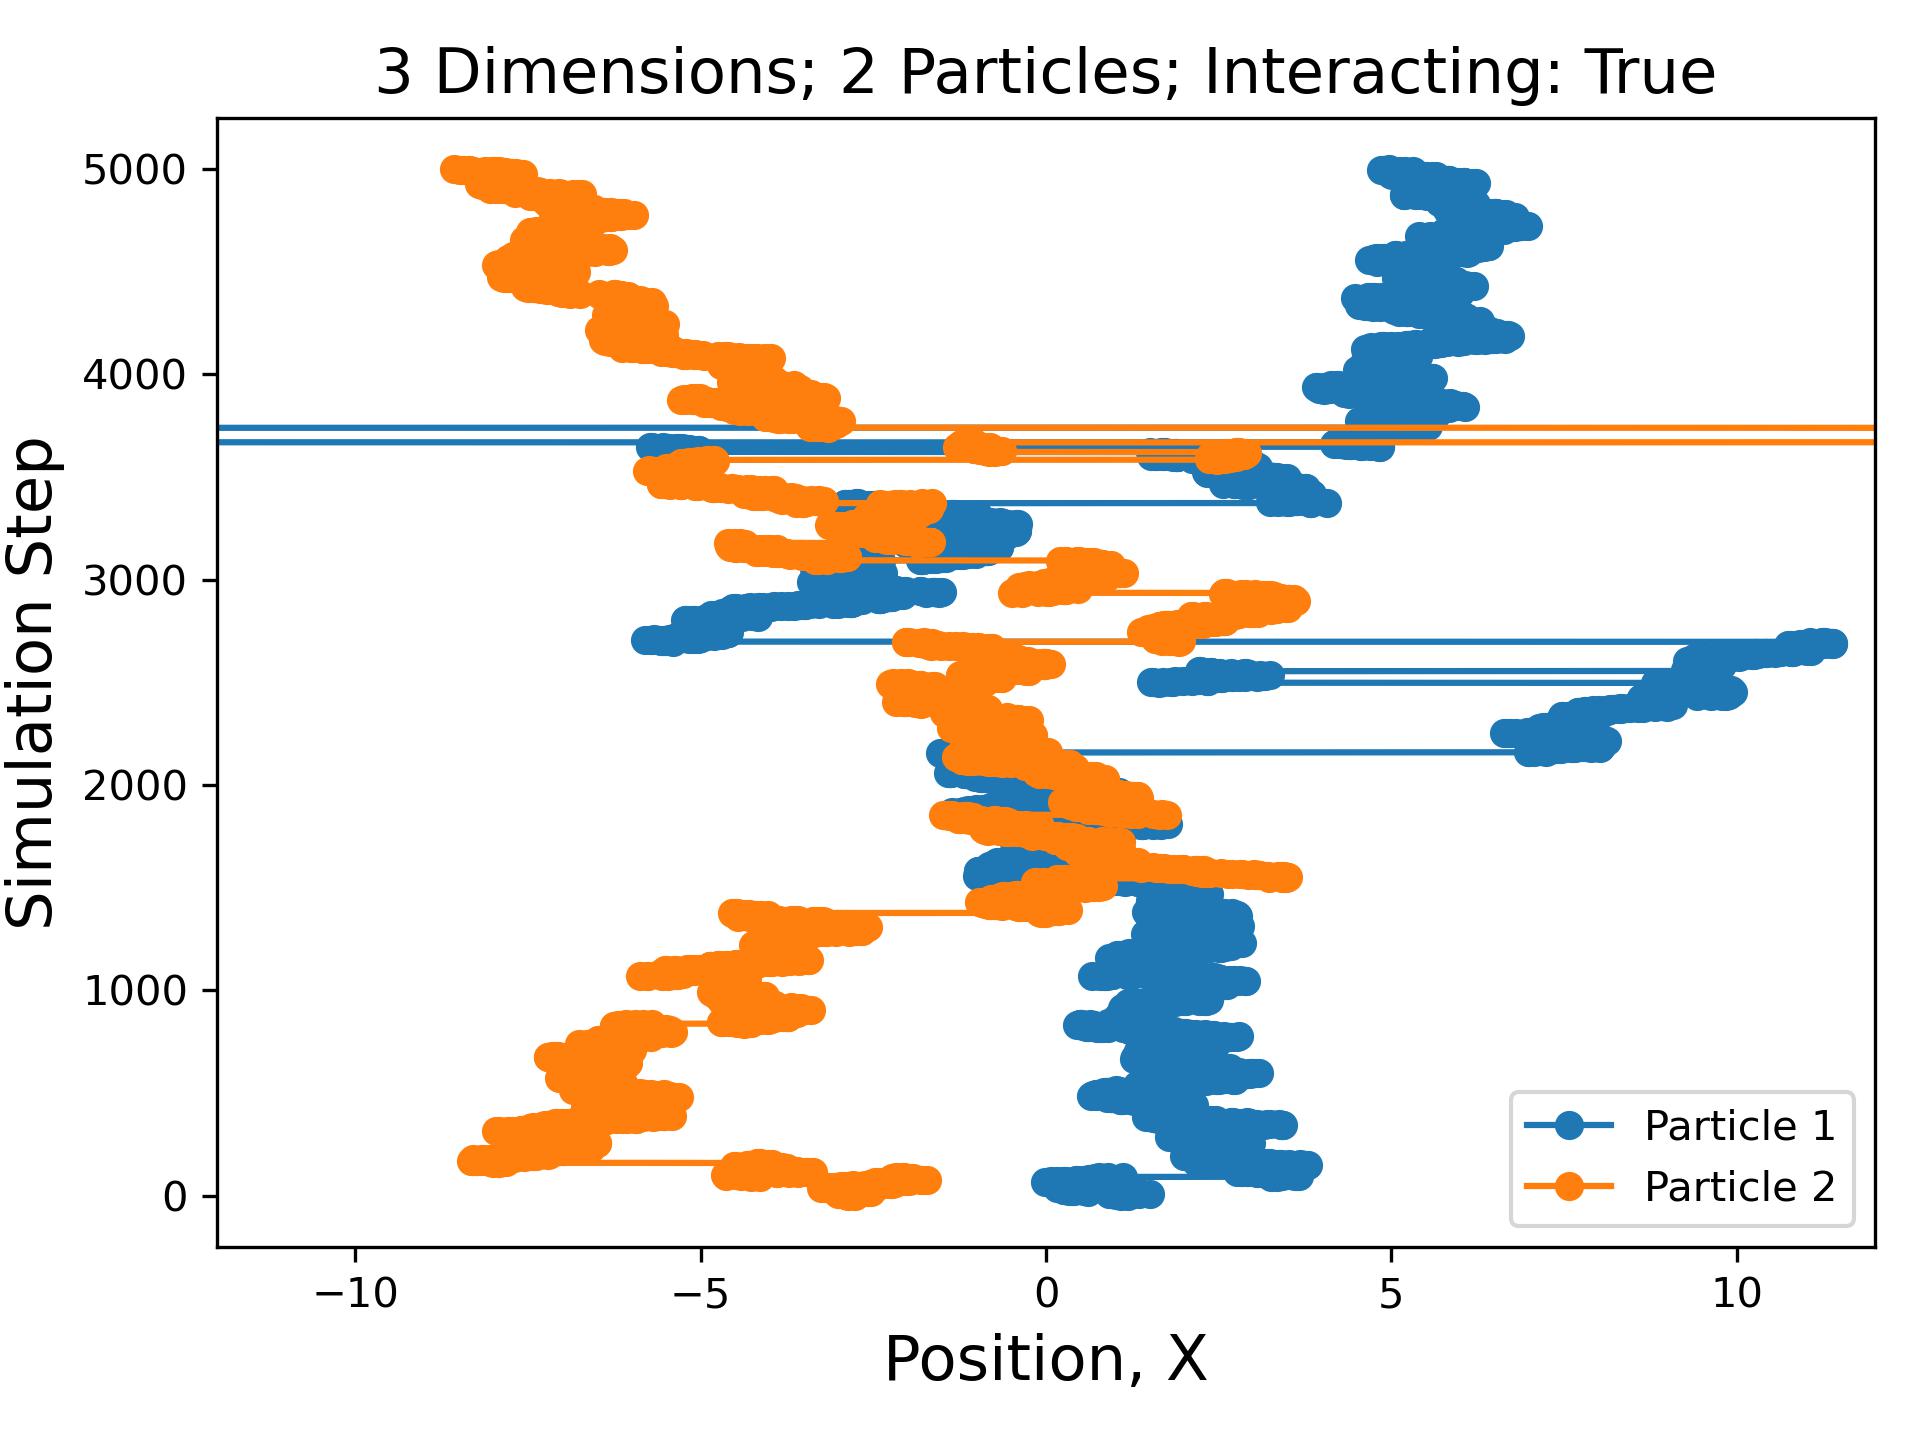 3 Dimensions; 2 Particles; Interacting: True
Simulation Step
5000
4000
3000
2000
1000
0
Particle 1
Particle 2
−10
−5
0
5
10
Position, X